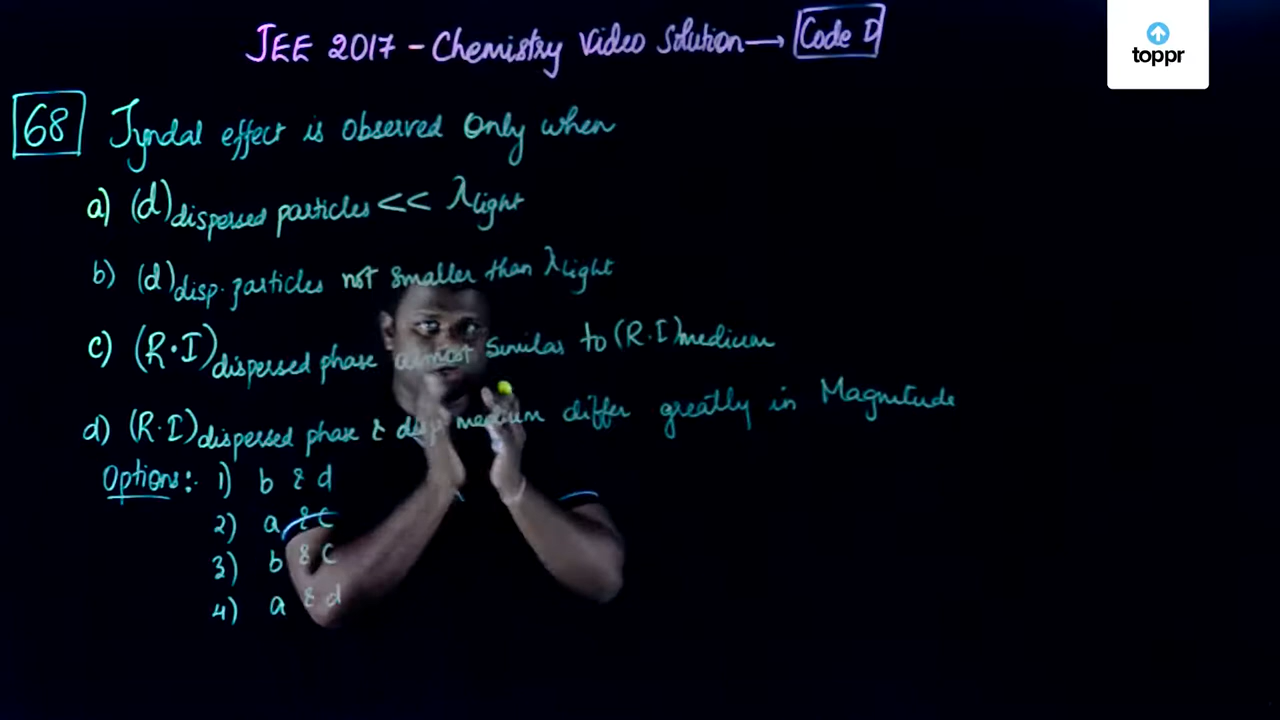 JEE 2017 - Chemistry Video Solution → Code D
toppr
68 Tyndal effect is observed Only when
a) (d)dispersed particles << λlight
b) (d)disp. particles not smaller than λlight
c) (R.I)dispersed phase almost similar to (R.I)medium
d) (R.I)dispersed phase & disp medium differ greatly in Magnitude
Options:- 1) b & d
2) a & c
3) b & C
4) a & d